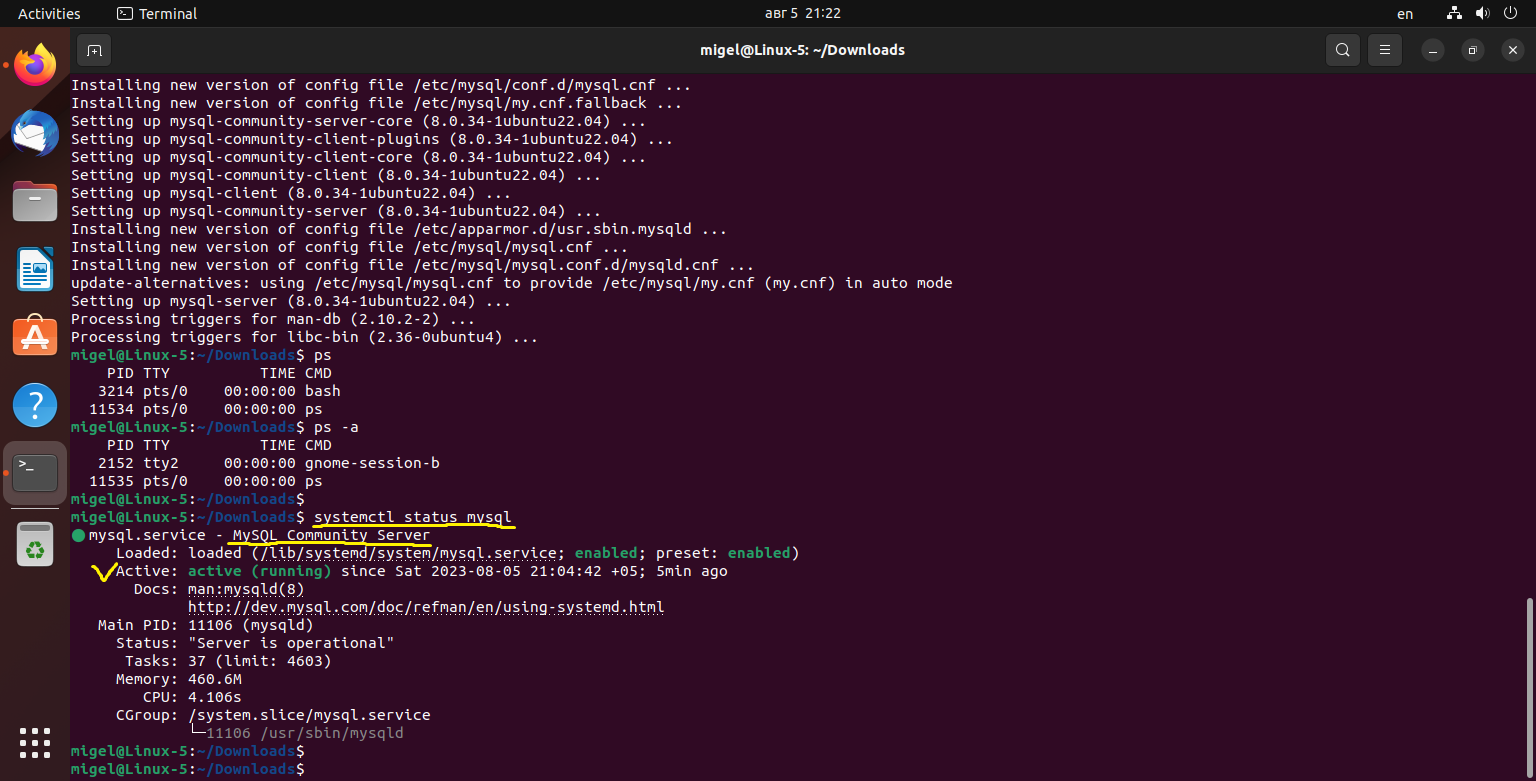 Activities Terminal авг 5 21:22 en
migel@Linux-5: ~/Downloads
Installing new version of config file /etc/mysql/conf.d/mysql.cnf ...
Installing new version of config file /etc/mysql/my.cnf.fallback ...
Setting up mysql-community-server-core (8.0.34-1ubuntu22.04) ...
Setting up mysql-community-client-plugins (8.0.34-1ubuntu22.04) ...
Setting up mysql-community-client-core (8.0.34-1ubuntu22.04) ...
Setting up mysql-community-client (8.0.34-1ubuntu22.04) ...
Setting up mysql-client (8.0.34-1ubuntu22.04) ...
Setting up mysql-community-server (8.0.34-1ubuntu22.04) ...
Installing new version of config file /etc/apparmor.d/usr.sbin.mysqld ...
Installing new version of config file /etc/mysql/mysql.cnf ...
Installing new version of config file /etc/mysql/mysql.conf.d/mysqld.cnf ...
update-alternatives: using /etc/mysql/mysql.cnf to provide /etc/mysql/my.cnf (my.cnf) in auto mode
Setting up mysql-server (8.0.34-1ubuntu22.04) ...
Processing triggers for man-db (2.10.2-2) ...
Processing triggers for libc-bin (2.36-0ubuntu4) ...
migel@Linux-5:~/Downloads$ ps
    PID TTY          TIME CMD
   3214 pts/0    00:00:00 bash
  11534 pts/0    00:00:00 ps
migel@Linux-5:~/Downloads$ ps -a
    PID TTY          TIME CMD
   2152 tty2     00:00:00 gnome-session-b
  11535 pts/0    00:00:00 ps
migel@Linux-5:~/Downloads$
migel@Linux-5:~/Downloads$ systemctl status mysql
mysql.service - MySQL Community Server
     Loaded: loaded (/lib/systemd/system/mysql.service; enabled; preset: enabled)
     Active: active (running) since Sat 2023-08-05 21:04:42 +05; 5min ago
       Docs: man:mysqld(8)
             http://dev.mysql.com/doc/refman/en/using-systemd.html
   Main PID: 11106 (mysqld)
     Status: "Server is operational"
      Tasks: 37 (limit: 4603)
     Memory: 460.6M
        CPU: 4.106s
     CGroup: /system.slice/mysql.service
             └─11106 /usr/sbin/mysqld
migel@Linux-5:~/Downloads$
migel@Linux-5:~/Downloads$